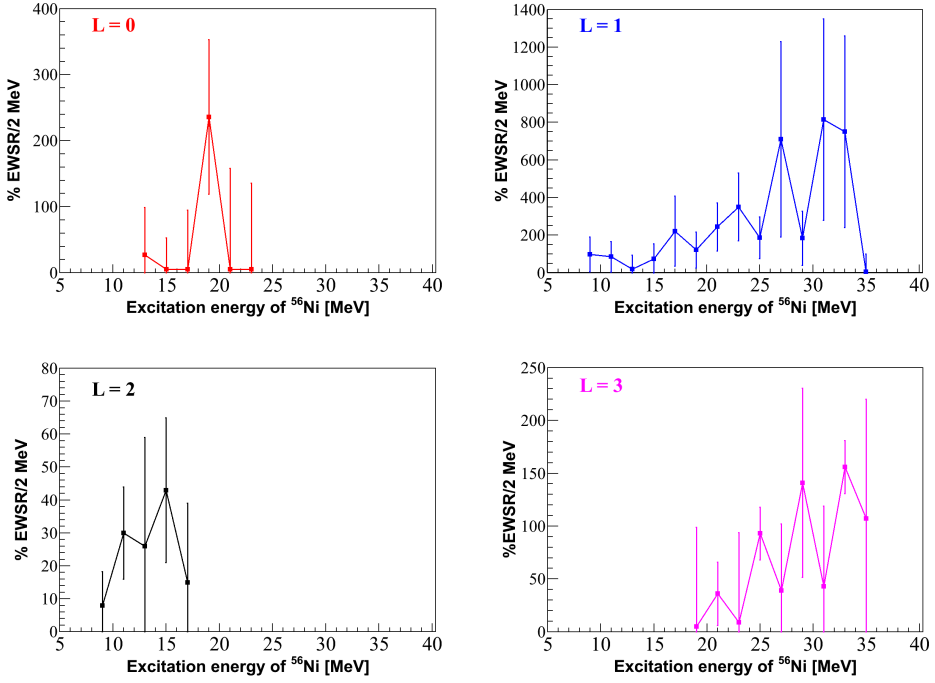 L = 0
% EWSR/2 MeV
400
300
200
100
0
5 10 15 20 25 30 35 40
Excitation energy of ⁵⁶Ni [MeV]
L = 1
% EWSR/2 MeV
1400
1200
1000
800
600
400
200
0
5 10 15 20 25 30 35 40
Excitation energy of ⁵⁶Ni [MeV]
L = 2
% EWSR/2 MeV
80
70
60
50
40
30
20
10
0
5 10 15 20 25 30 35 40
Excitation energy of ⁵⁶Ni [MeV]
L = 3
%EWSR/2 MeV
250
200
150
100
50
0
5 10 15 20 25 30 35 40
Excitation energy of ⁵⁶Ni [MeV]